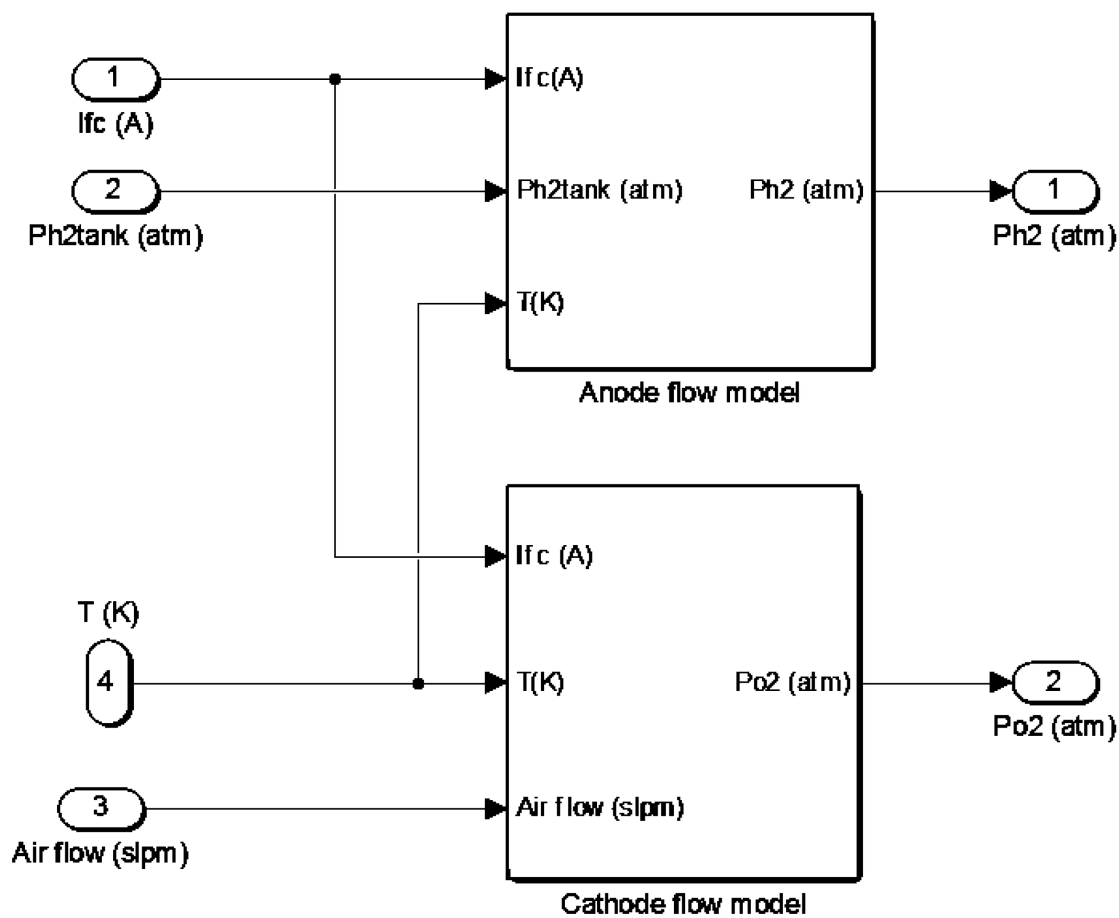 1
Ifc (A)
2
Ph2tank (atm)
Ifc(A)
Ph2tank (atm)
Ph2 (atm)
T(K)
1
Ph2 (atm)
Anode flow model
T (K)
4
3
Air flow (slpm)
Ifc (A)
T(K)
Po2 (atm)
Air flow (slpm)
2
Po2 (atm)
Cathode flow model